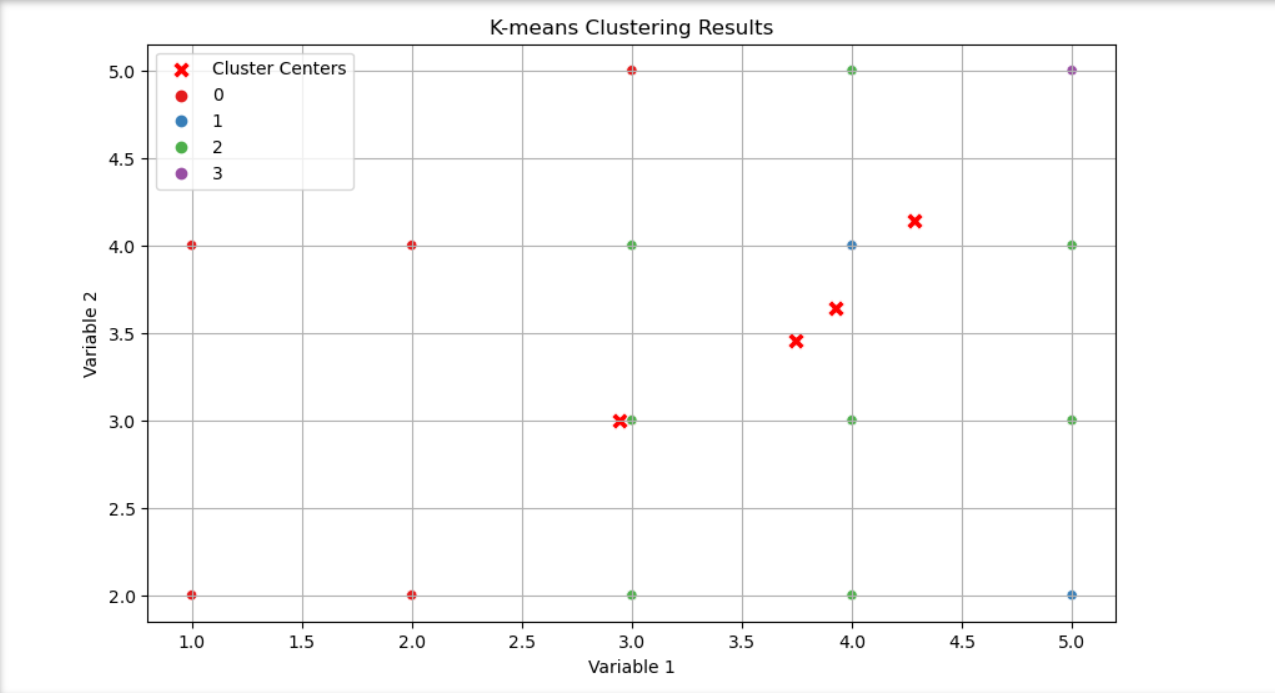 K-means Clustering Results
Cluster Centers
0
1
2
3
5.0
4.5
4.0
3.5
3.0
2.5
2.0
Variable 2
1.0 1.5 2.0 2.5 3.0 3.5 4.0 4.5 5.0
Variable 1